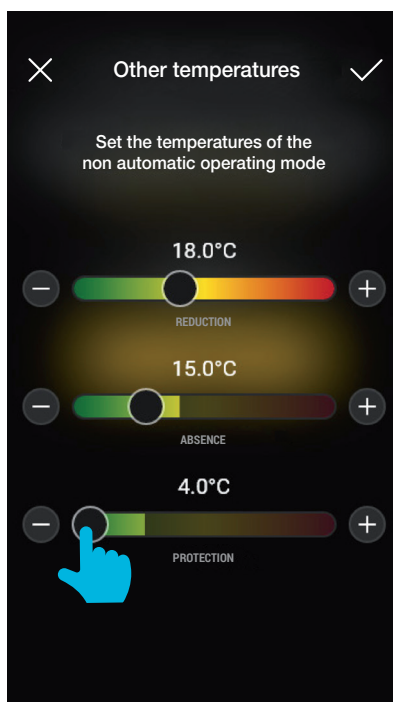 Other temperatures
Set the temperatures of the
non automatic operating mode
18.0°C
REDUCTION
15.0°C
ABSENCE
4.0°C
PROTECTION